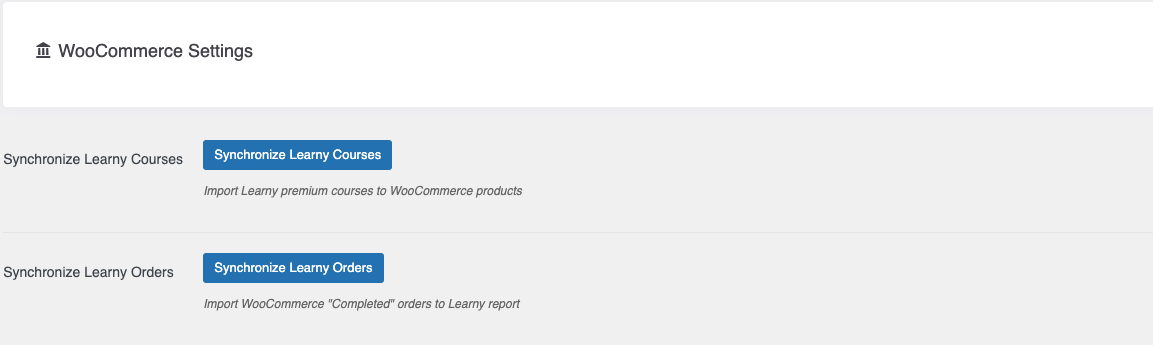 WooCommerce Settings
Synchronize Learny Courses
Synchronize Learny Courses
Import Learny premium courses to WooCommerce products
Synchronize Learny Orders
Synchronize Learny Orders
Import WooCommerce "Completed" orders to Learny report